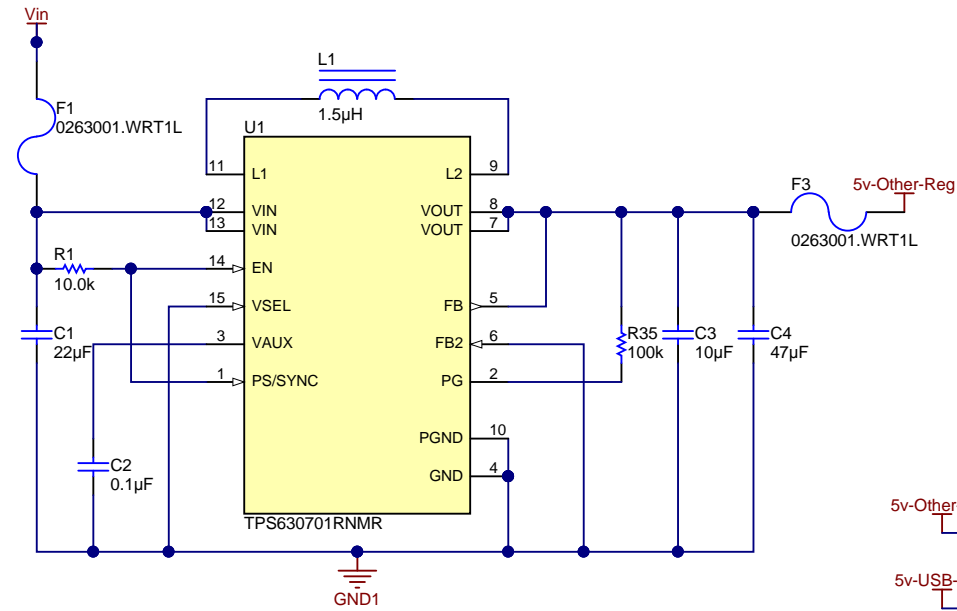 Vin
F1
0263001.WRT1L
L1
1.5µH
U1
11
L1
L2
9
12
VIN
VOUT
8
13
VIN
VOUT
7
F3
5v-Other-Reg
0263001.WRT1L
R1
10.0k
14
EN
15
VSEL
FB
5
C1
22µF
3
VAUX
FB2
6
R35
100k
C3
10µF
C4
47µF
1
PS/SYNC
PG
2
PGND
10
C2
0.1µF
GND
4
TPS630701RNMR
5v-Other-
5v-USB-
GND1